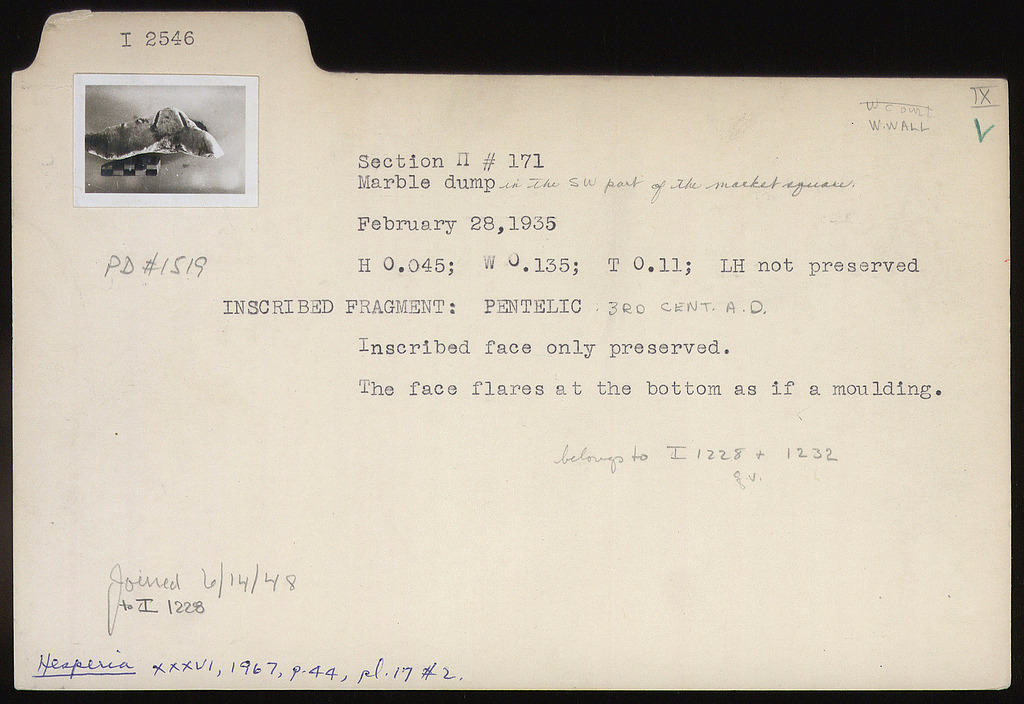 I 2546
IX
W Court
W. WALL
V
Section Π # 171
Marble dump in the SW part of the market square.
February 28,1935
PD #1519
H 0.045; W 0.135; T 0.11; LH not preserved
INSCRIBED FRAGMENT: PENTELIC . 3RD CENT. A.D.
Inscribed face only preserved.
The face flares at the bottom as if a moulding.
belongs to I 1228 + 1232
q.v.
Joined 6/14/48
to I 1228
Hesperia XXXVI, 1967, p.44, pl.17 #2.